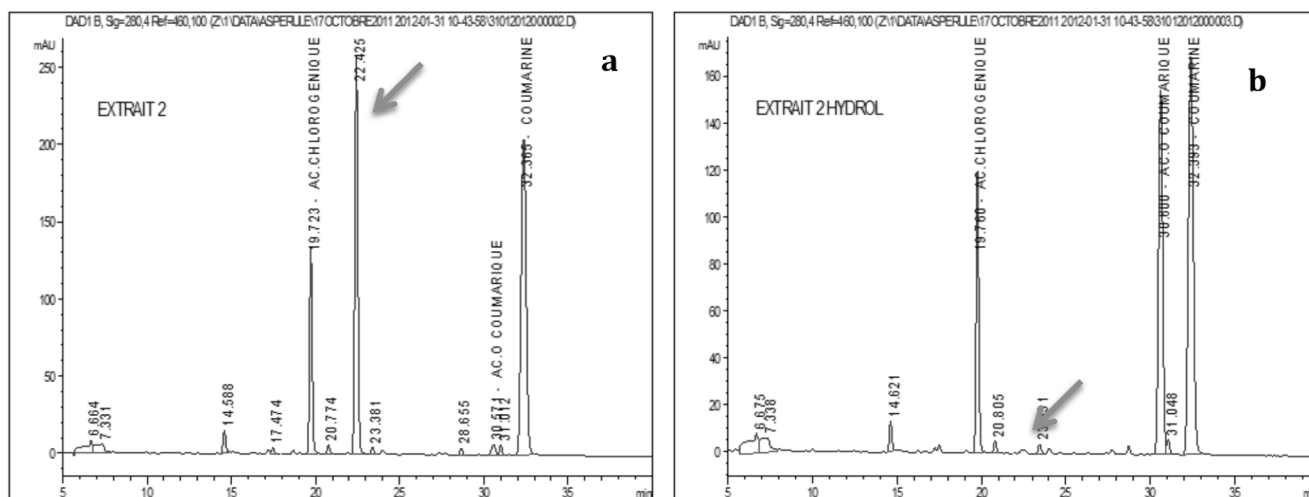 DAD1 B, Sig=280,4 Ref=460,100 (Z:\1\DATA\ASPERULE\17OCTOBRE2011 2012-01-31 10-43-58\31012012000002.D)
mAU
a
EXTRAIT 2
250
200
150
100
50
0
6.664
7.331
14.588
17.474
19.723 - AC.CHLOROGENIQUE
20.774
22.425
23.381
28.655
30.571 - AC.O COUMARIQUE
31.012
32.365 - COUMARINE
5
10
15
20
25
30
35
min
DAD1 B, Sig=280,4 Ref=460,100 (Z:\1\DATA\ASPERULE\17OCTOBRE2011 2012-01-31 10-43-58\31012012000003.D)
mAU
b
EXTRAIT 2 HYDROL
160
140
120
100
80
60
40
20
0
6.675
7.338
14.621
19.760 - AC.CHLOROGENIQUE
20.805
30.600 - AC.O COUMARIQUE
31.048
32.393 - COUMARINE
5
10
15
20
25
30
35